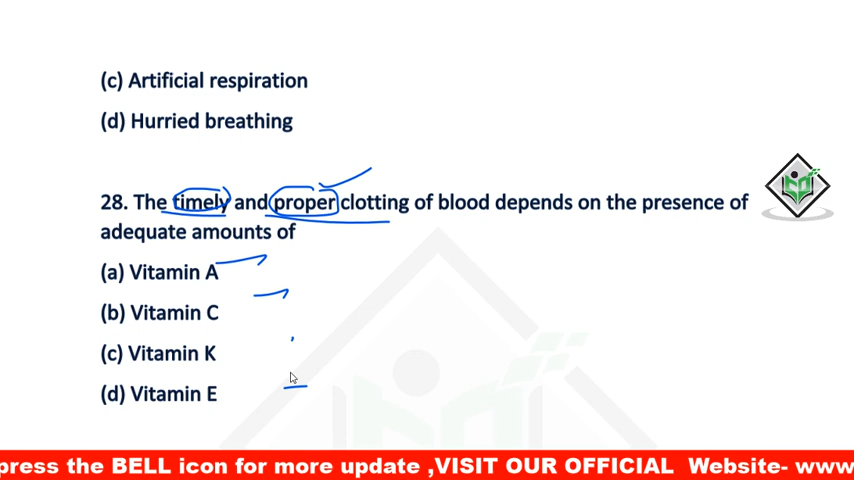 (c) Artificial respiration
(d) Hurried breathing
28. The timely and proper clotting of blood depends on the presence of
adequate amounts of
(a) Vitamin A
(b) Vitamin C
(c) Vitamin K
(d) Vitamin E
press the BELL icon for more update ,VISIT OUR OFFICIAL Website- www